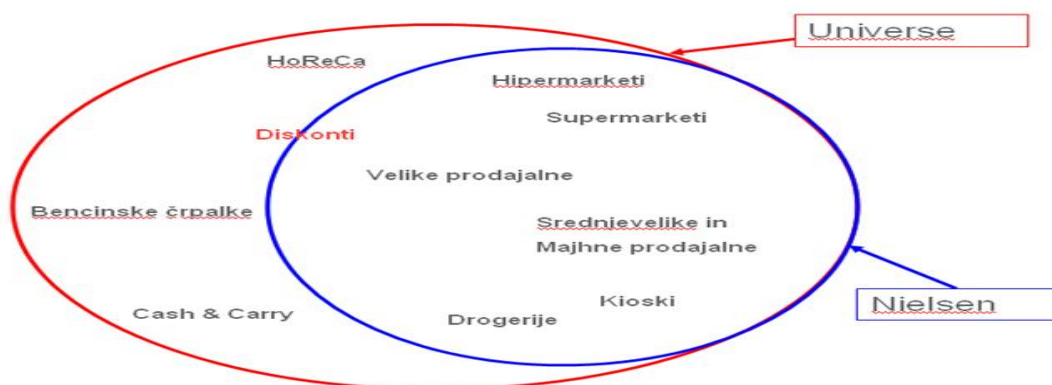 Universe
HoReCa
Hipermarketi
Supermarketi
Diskonti
Velike prodajalne
Bencinske črpalke
Srednjevelike in
Majhne prodajalne
Kioski
Nielsen
Cash & Carry
Drogerije